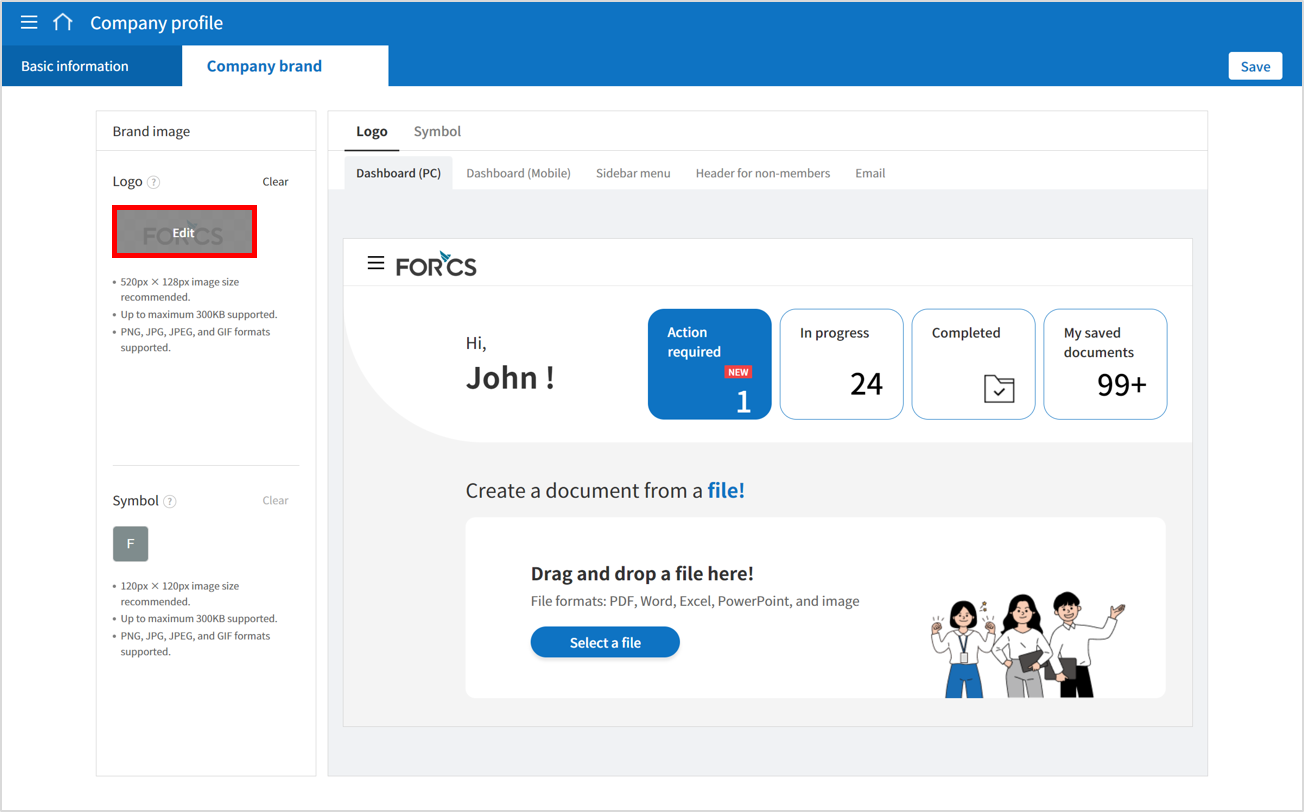 Company profile
Basic information
Company brand
Save
Brand image
Logo ?
Clear
FORCS
Edit
• 520px × 128px image size
recommended.
• Up to maximum 300KB supported.
• PNG, JPG, JPEG, and GIF formats
supported.
Symbol ?
Clear
F
• 120px × 120px image size
recommended.
• Up to maximum 300KB supported.
• PNG, JPG, JPEG, and GIF formats
supported.
Logo
Symbol
Dashboard (PC)
Dashboard (Mobile)
Sidebar menu
Header for non-members
Email
FORCS
Hi,
John !
Action
required
NEW
1
In progress
24
Completed
My saved
documents
99+
Create a document from a file!
Drag and drop a file here!
File formats: PDF, Word, Excel, PowerPoint, and image
Select a file